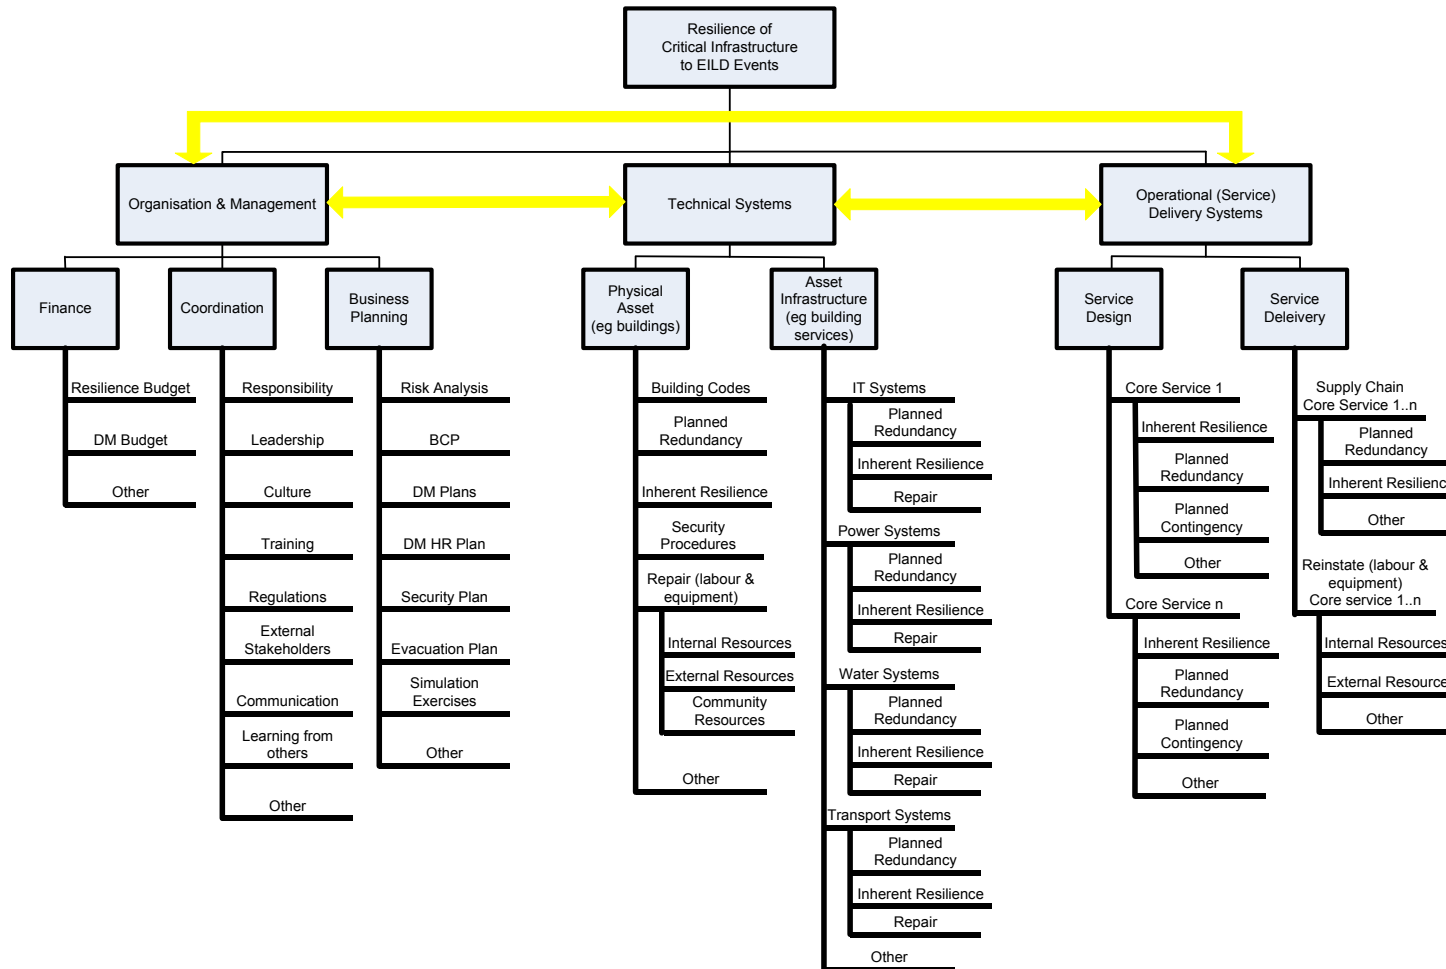 Resilience of
Critical Infrastructure
to EILD Events
Organisation & Management
Technical Systems
Operational (Service)
Delivery Systems
Finance
Coordination
Business
Planning
Physical
Asset
(eg buildings)
Asset
Infrastructure
(eg building
services)
Service
Design
Service
Deleivery
Resilience Budget
DM Budget
Other
Responsibility
Leadership
Culture
Training
Regulations
External
Stakeholders
Communication
Learning from
others
Other
Risk Analysis
BCP
DM Plans
DM HR Plan
Security Plan
Evacuation Plan
Simulation
Exercises
Other
Building Codes
Planned
Redundancy
Inherent Resilience
Security
Procedures
Repair (labour &
equipment)
Internal Resources
External Resources
Community
Resources
Other
IT Systems
Planned
Redundancy
Inherent Resilience
Repair
Power Systems
Planned
Redundancy
Inherent Resilience
Repair
Water Systems
Planned
Redundancy
Inherent Resilience
Repair
Transport Systems
Planned
Redundancy
Inherent Resilience
Repair
Other
Core Service 1
Inherent Resilience
Planned
Redundancy
Planned
Contingency
Other
Core Service n
Inherent Resilience
Planned
Redundancy
Planned
Contingency
Other
Supply Chain
Core Service 1..n
Planned
Redundancy
Inherent Resilience
Other
Reinstate (labour &
equipment)
Core service 1..n
Internal Resources
External Resource
Other